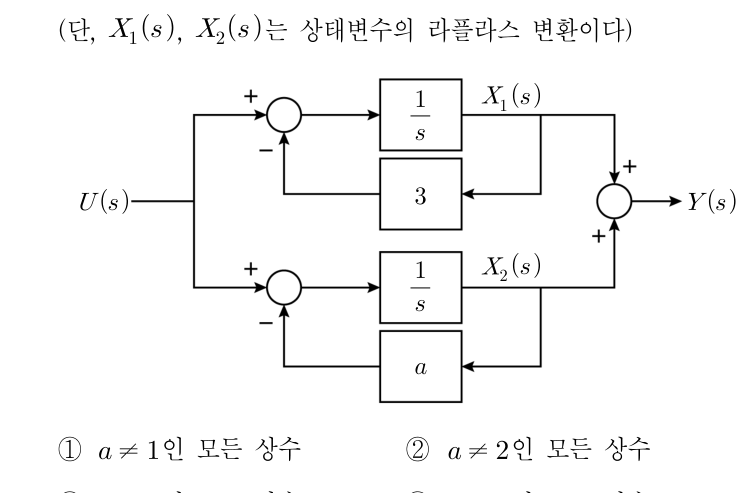 (단, X₁(s), X₂(s)는 상태변수의 라플라스 변환이다)
+ 1/s X₁(s)
−
+
3
U(s) Y(s)
+
+ 1/s X₂(s)
−
a
① a ≠ 1인 모든 상수 ② a ≠ 2인 모든 상수